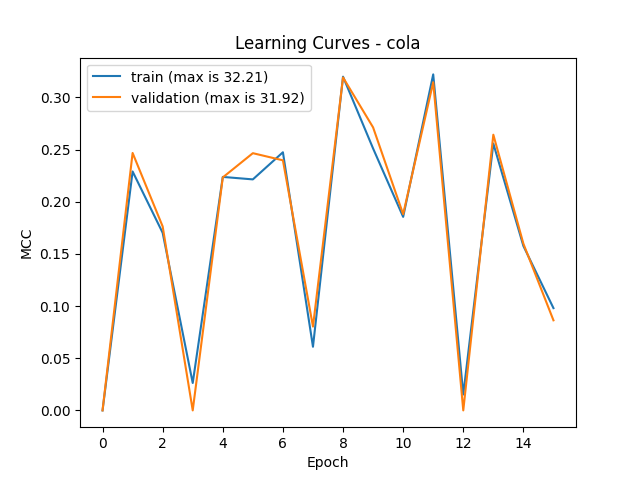 Learning Curves - cola
train (max is 32.21)
validation (max is 31.92)
MCC
0.30
0.25
0.20
0.15
0.10
0.05
0.00
0 2 4 6 8 10 12 14
Epoch